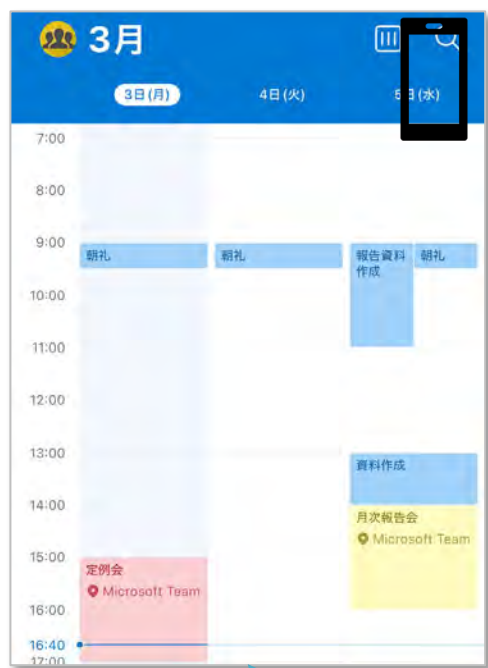 3月
3日(月)
4日(火)
5日(水)
7:00
8:00
9:00
朝礼
朝礼
報告資料
作成
朝礼
10:00
11:00
12:00
13:00
資料作成
14:00
月次報告会
Microsoft Team
15:00
定例会
Microsoft Team
16:00
16:40
17:00